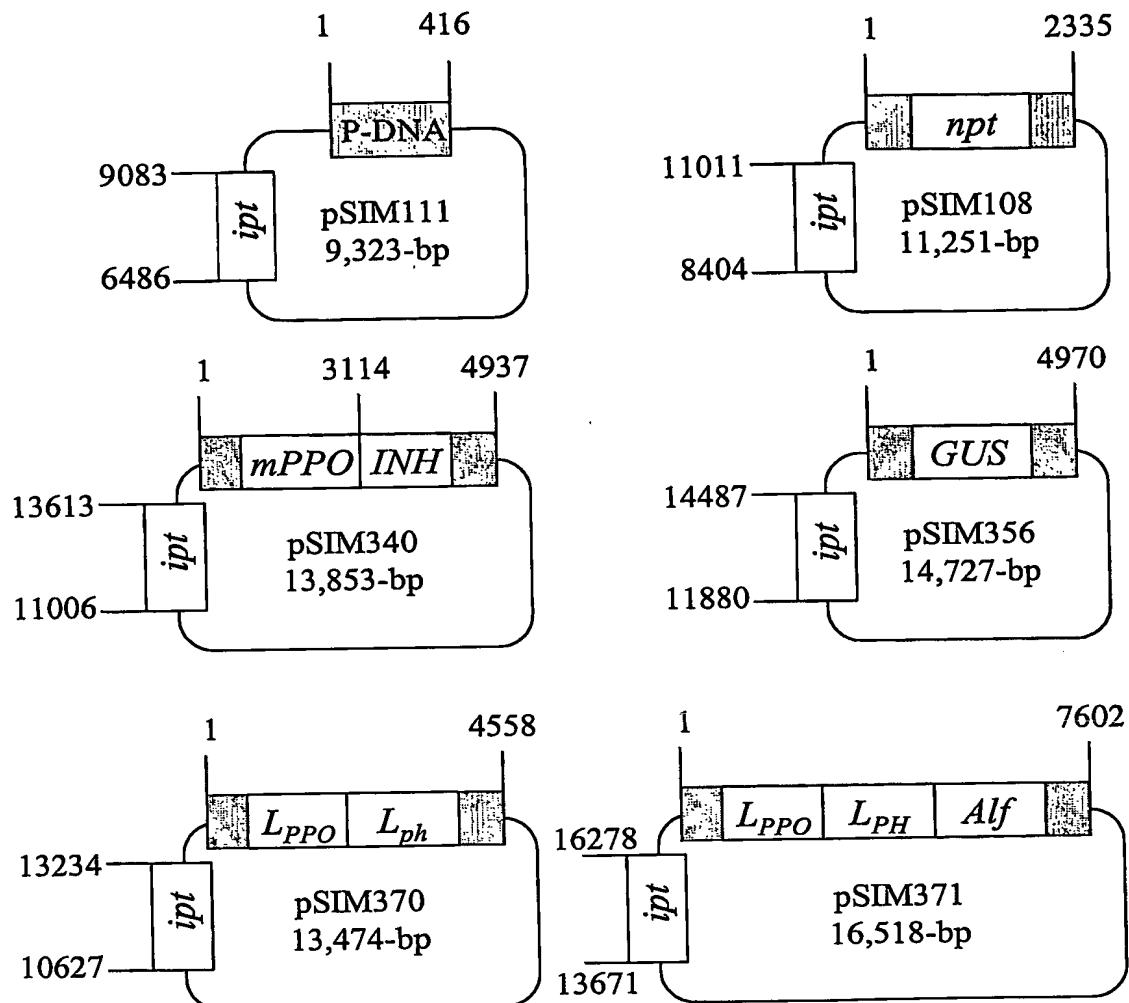 1 416
P-DNA
9083
ipt
6486
pSIM111
9,323-bp
1 2335
npt
11011
ipt
8404
pSIM108
11,251-bp
1 3114 4937
mPPO INH
13613
ipt
11006
pSIM340
13,853-bp
1 4970
GUS
14487
ipt
11880
pSIM356
14,727-bp
1 4558
LPPO Lph
13234
ipt
10627
pSIM370
13,474-bp
1 7602
LPPO LPH Alf
16278
ipt
13671
pSIM371
16,518-bp